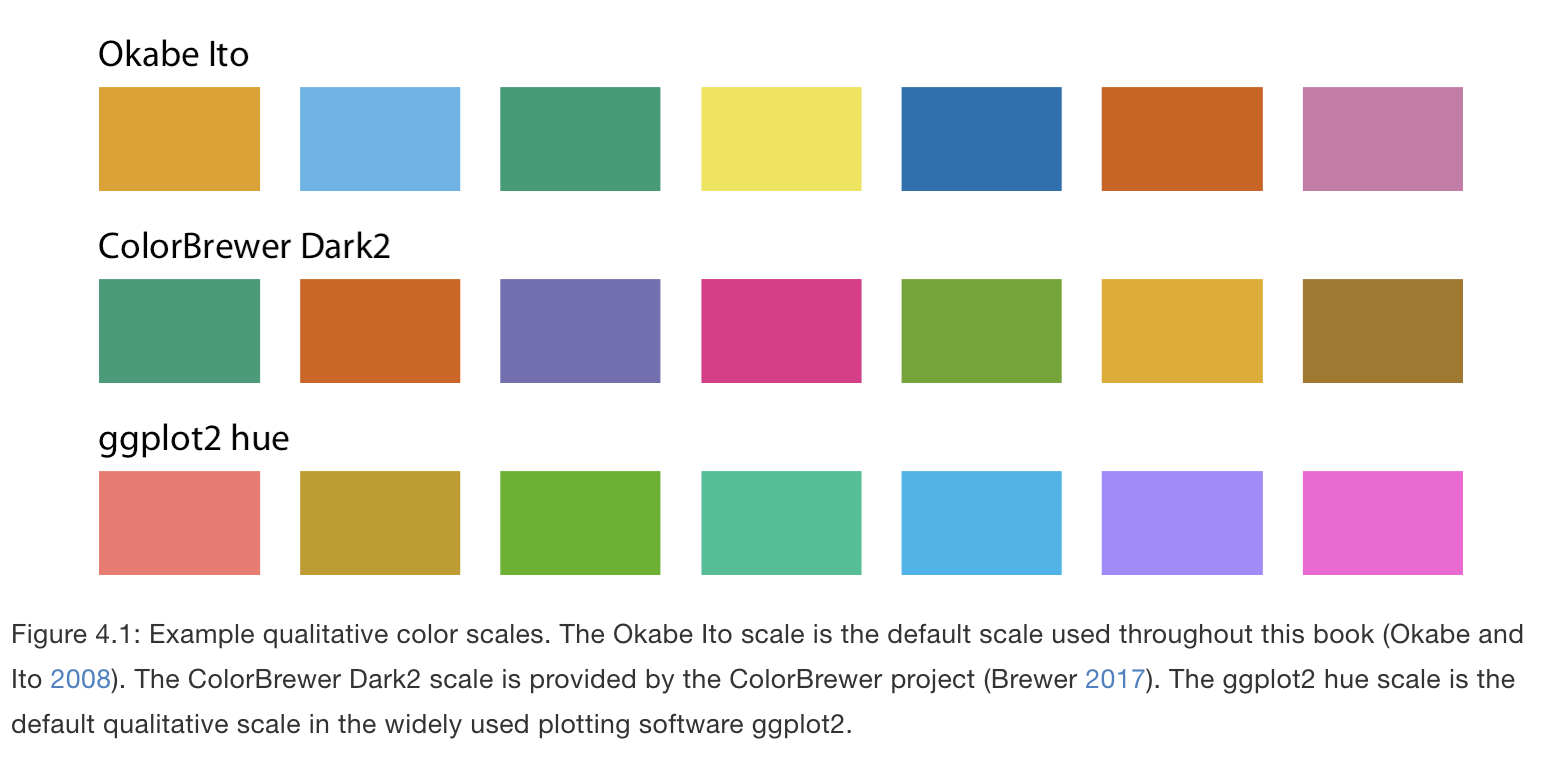 Okabe Ito
ColorBrewer Dark2
ggplot2 hue
Figure 4.1: Example qualitative color scales. The Okabe Ito scale is the default scale used throughout this book (Okabe and
Ito 2008). The ColorBrewer Dark2 scale is provided by the ColorBrewer project (Brewer 2017). The ggplot2 hue scale is the
default qualitative scale in the widely used plotting software ggplot2.